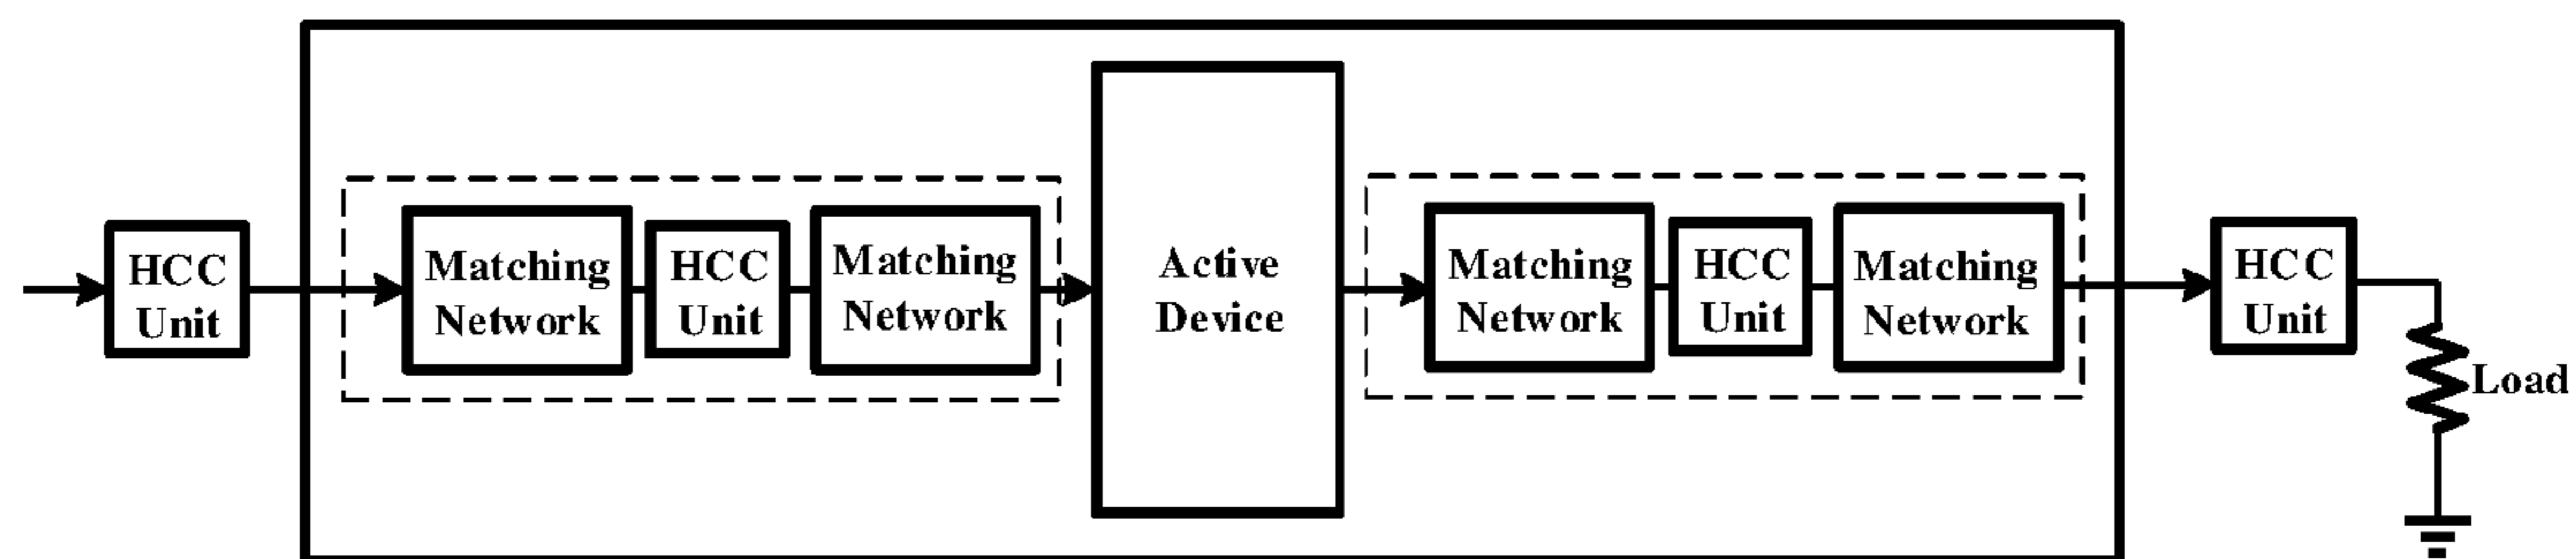 HCC
Unit
Matching
Network
HCC
Unit
Matching
Network
Active
Device
Matching
Network
HCC
Unit
Matching
Network
HCC
Unit
Load